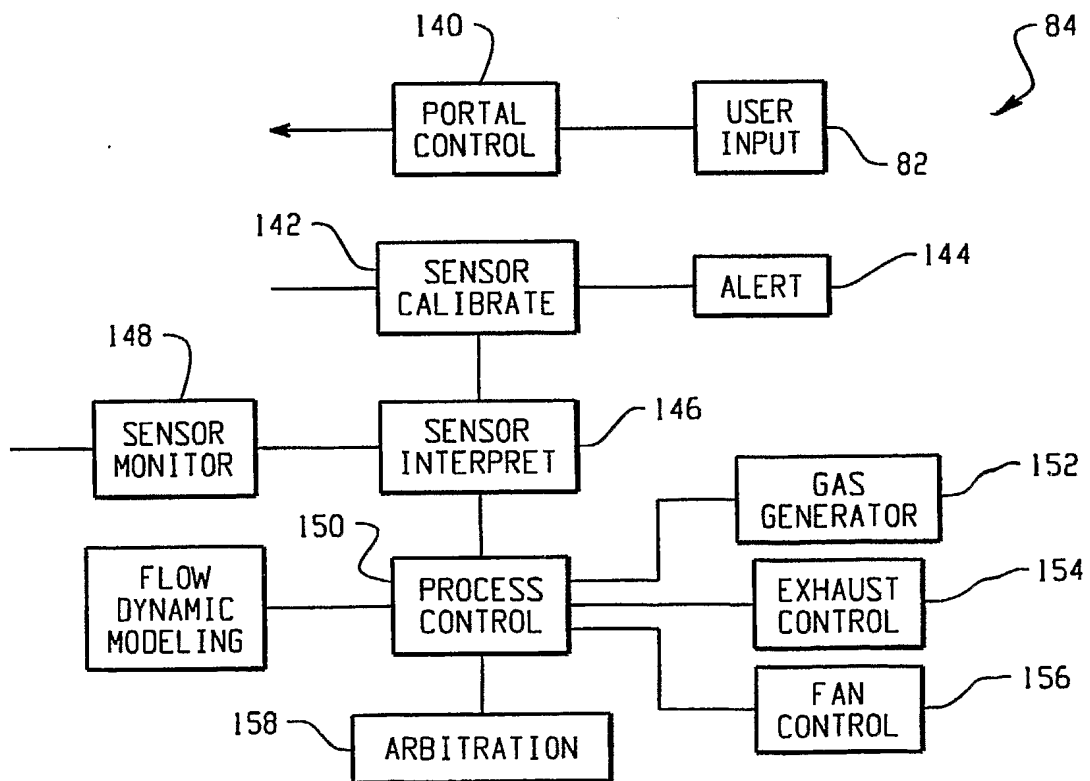 140
84
PORTAL
CONTROL
USER
INPUT
82
142
SENSOR
CALIBRATE
ALERT
144
148
SENSOR
MONITOR
SENSOR
INTERPRET
146
GAS
GENERATOR
152
150
FLOW
DYNAMIC
MODELING
PROCESS
CONTROL
EXHAUST
CONTROL
154
158
ARBITRATION
FAN
CONTROL
156